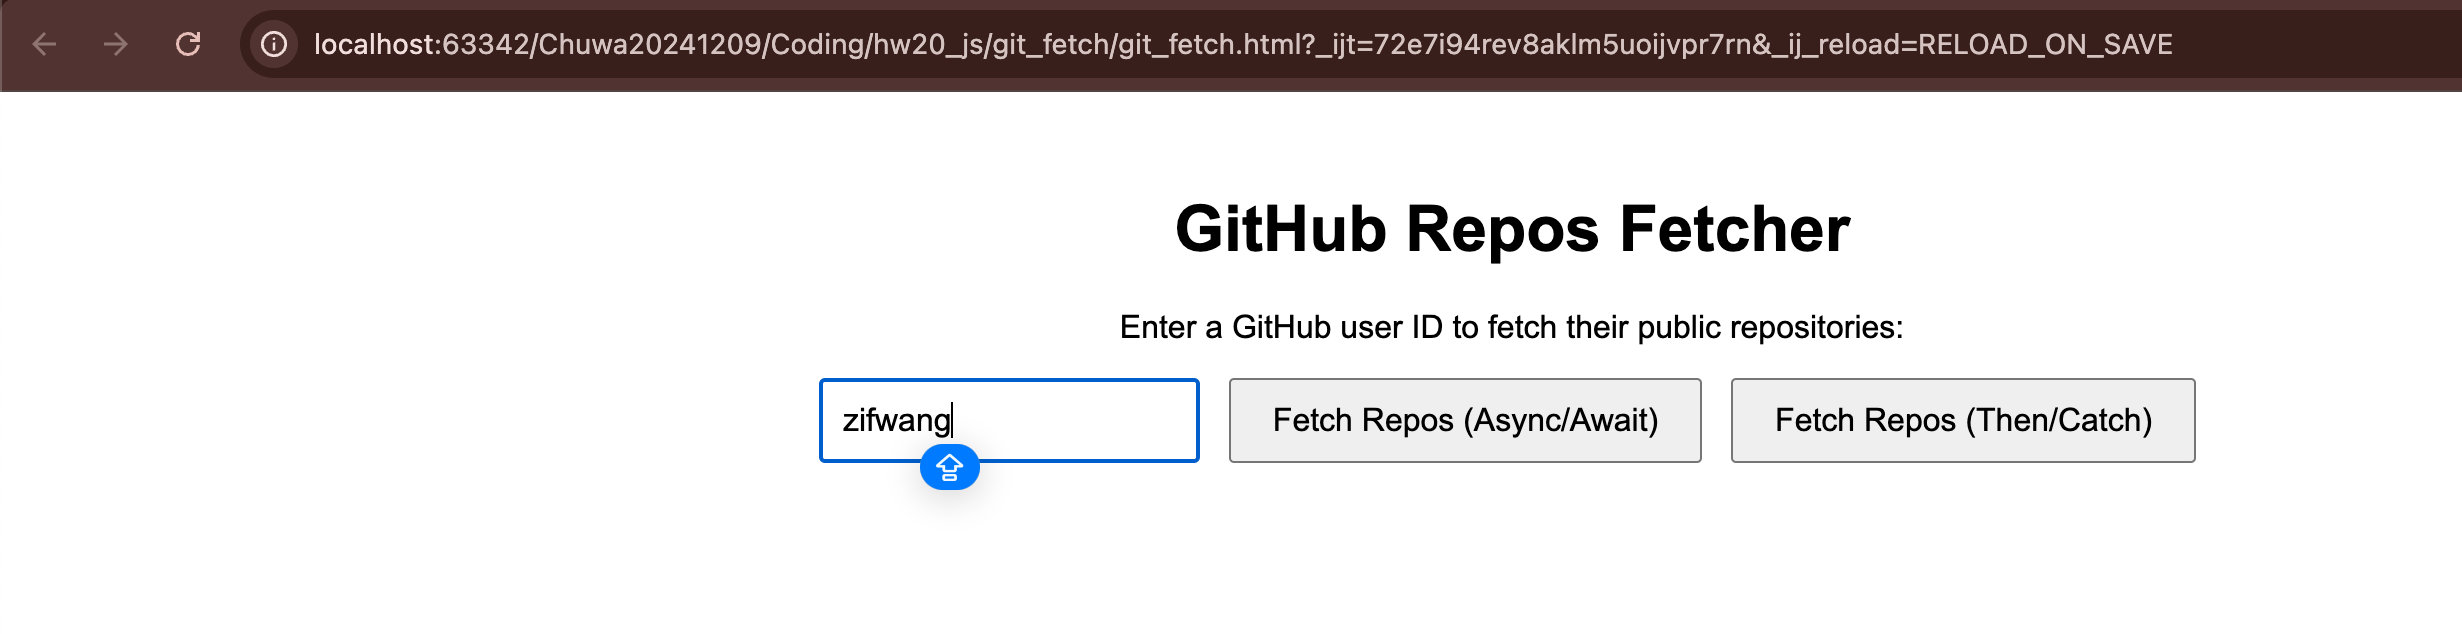 localhost:63342/Chuwa20241209/Coding/hw20_js/git_fetch/git_fetch.html?_ijt=72e7i94rev8aklm5uoijvpr7rn&_ij_reload=RELOAD_ON_SAVE
GitHub Repos Fetcher
Enter a GitHub user ID to fetch their public repositories:
zifwang
Fetch Repos (Async/Await)
Fetch Repos (Then/Catch)